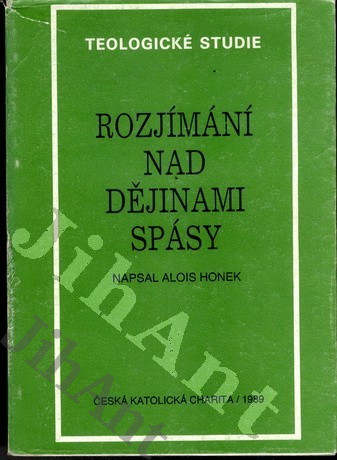 TEOLOGICKÉ STUDIE
ROZJÍMÁNÍ
NAD
DĚJINAMI
SPÁSY
NAPSAL ALOIS HONEK
ČESKÁ KATOLICKÁ CHARITA / 1989
JihAnt
JihAnt